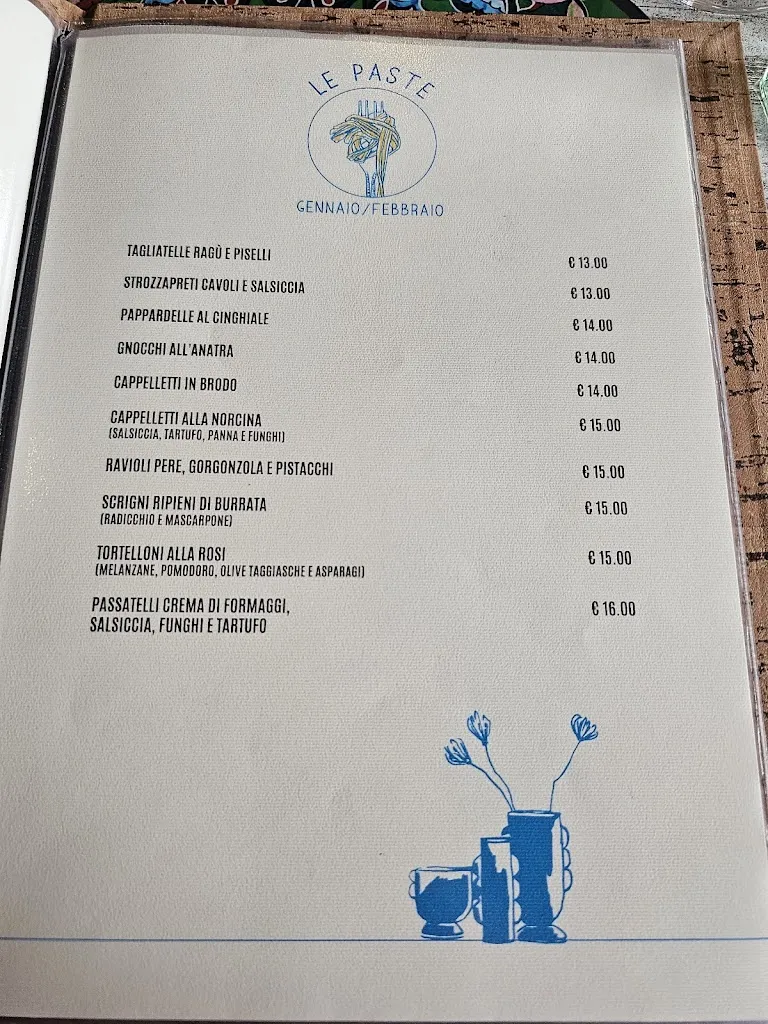 LE PASTE
GENNAIO/FEBBRAIO
TAGLIATELLE RAGÙ E PISELLI € 13.00
STROZZAPRETI CAVOLI E SALSICCIA € 13.00
PAPPARDELLE AL CINGHIALE € 14.00
GNOCCHI ALL'ANATRA € 14.00
CAPPELLETTI IN BRODO € 14.00
CAPPELLETTI ALLA NORCINA € 15.00
(SALSICCIA, TARTUFO, PANNA E FUNGHI)
RAVIOLI PERE, GORGONZOLA E PISTACCHI € 15.00
SCRIGNI RIPIENI DI BURRATA € 15.00
(RADICCHIO E MASCARPONE)
TORTELLONI ALLA ROSI € 15.00
(MELANZANE, POMODORO, OLIVE TAGGIASCHE E ASPARAGI)
PASSATELLI CREMA DI FORMAGGI, € 16.00
SALSICCIA, FUNGHI E TARTUFO